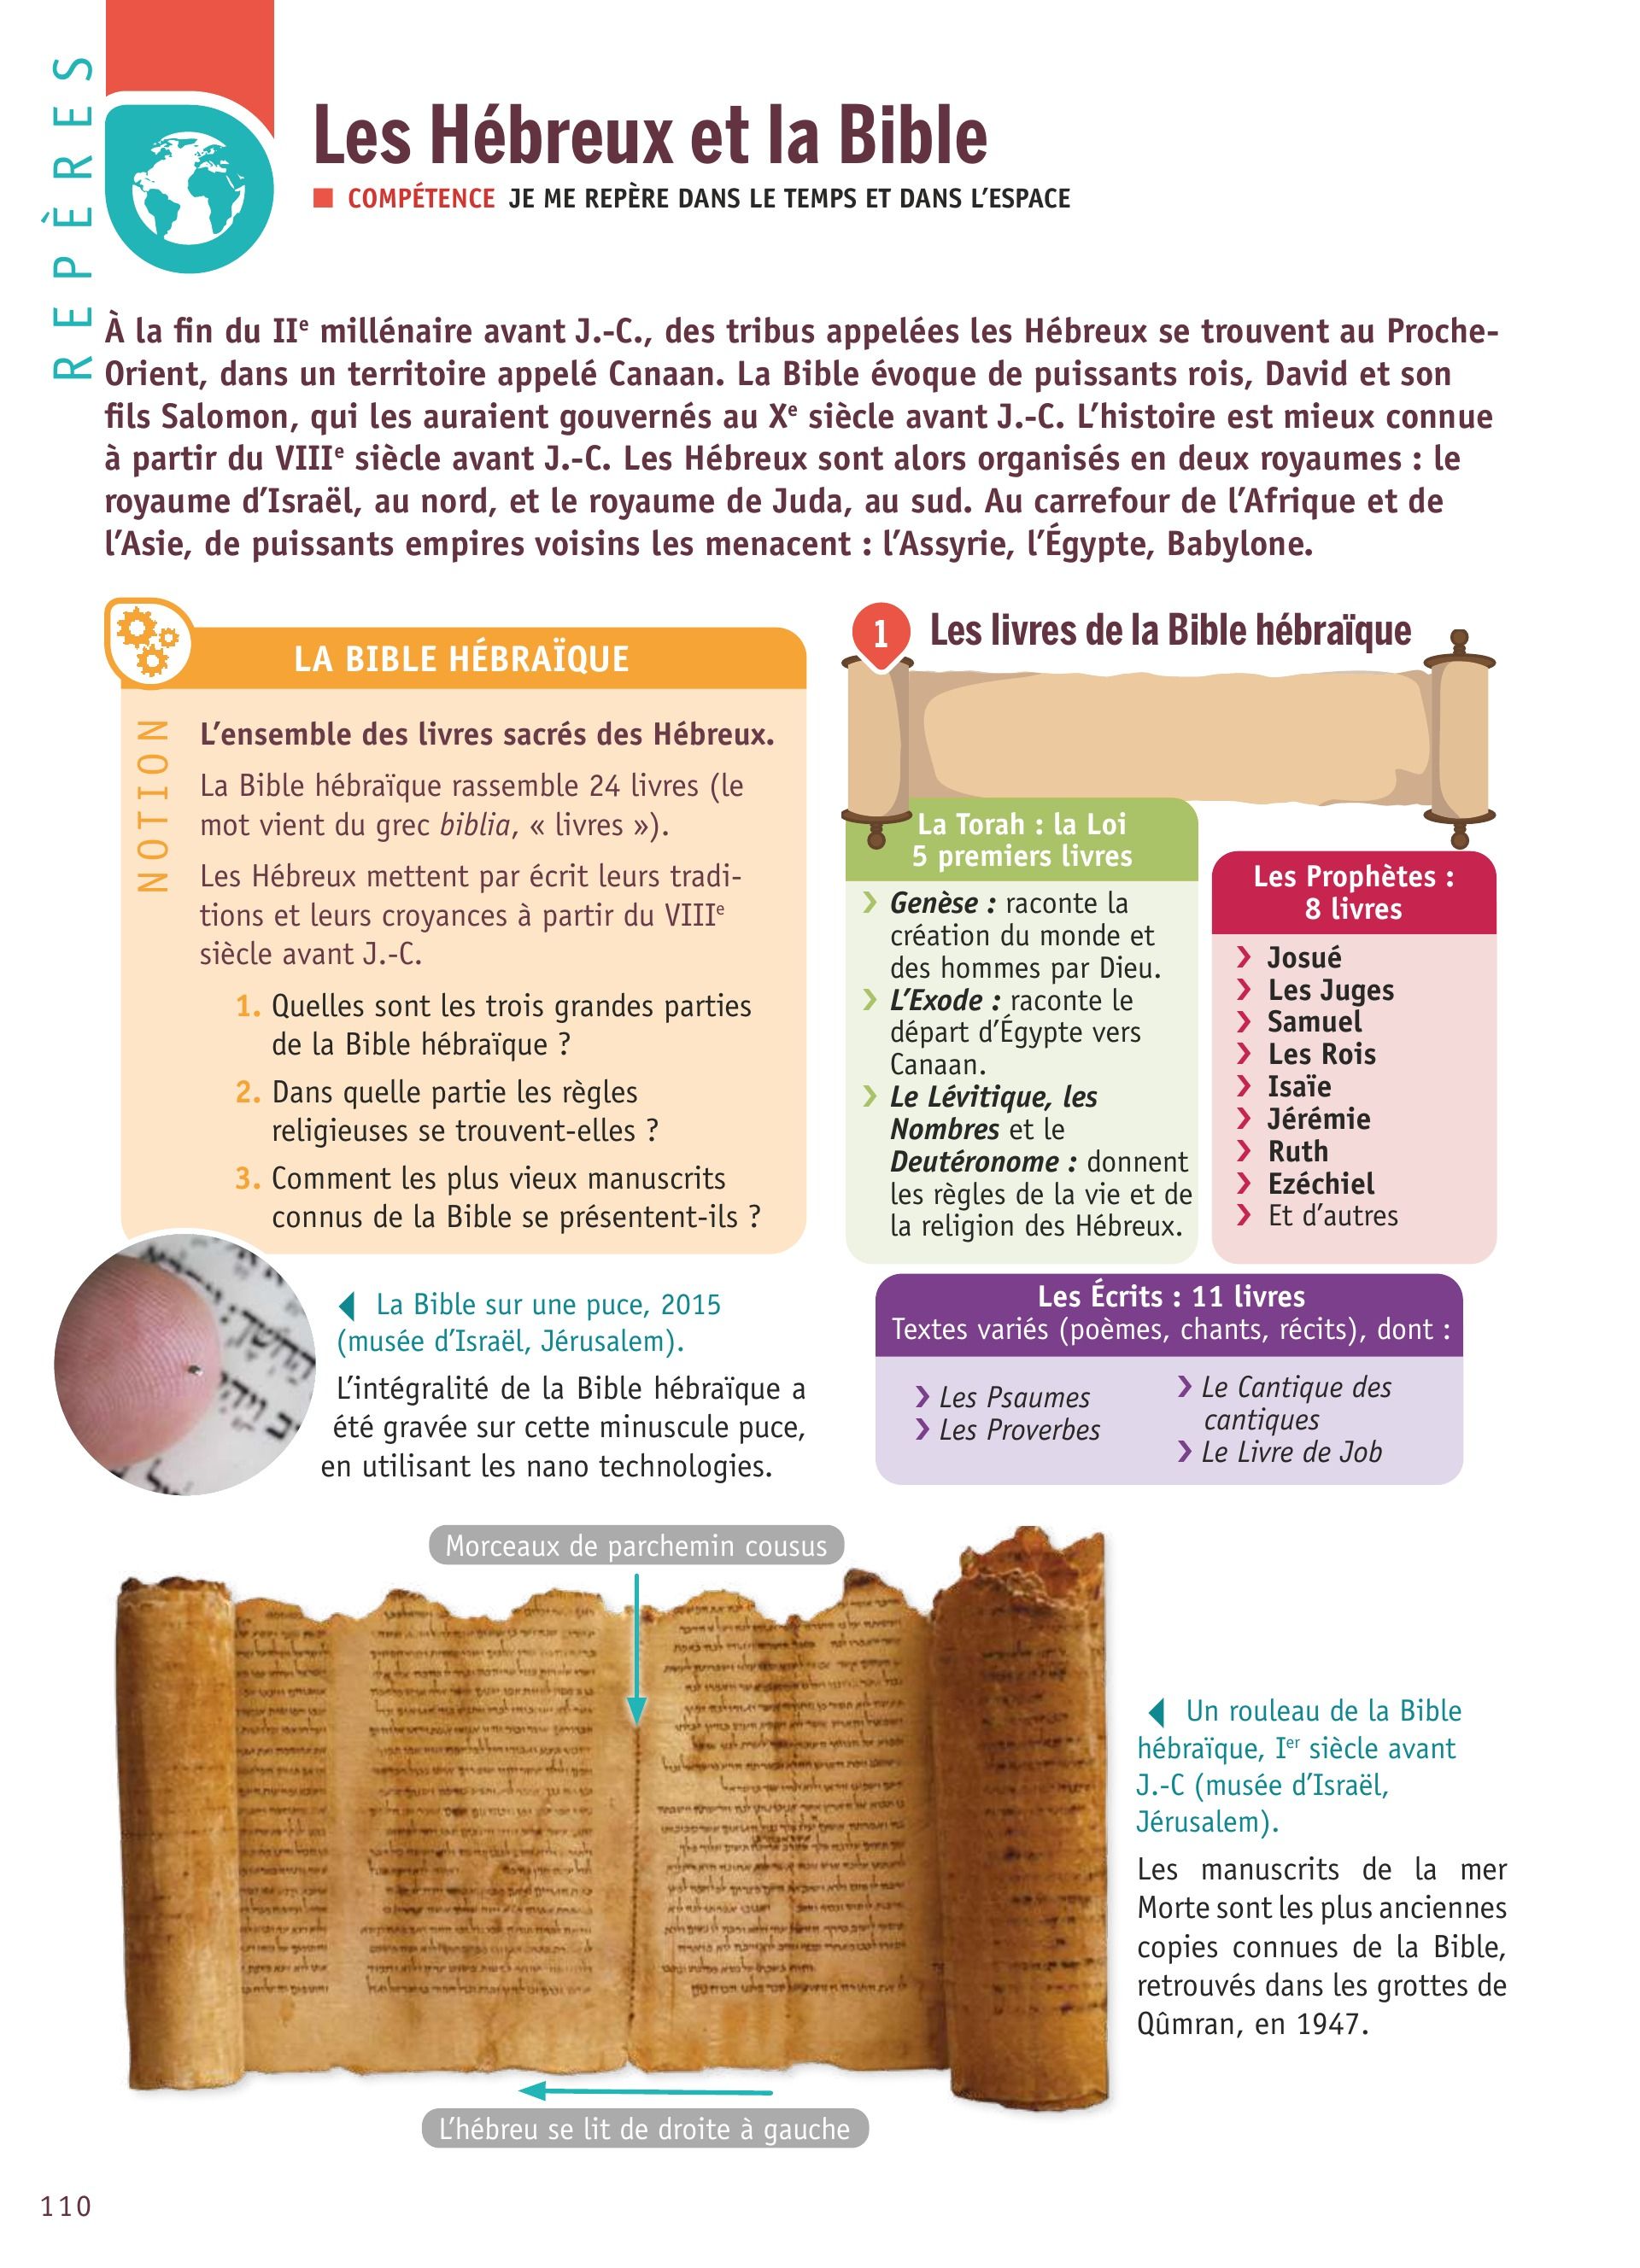 REPÈRES
Les Hébreux et la Bible
COMPÉTENCE JE ME REPÈRE DANS LE TEMPS ET DANS L’ESPACE
À la fin du IIe millénaire avant J.-C., des tribus appelées les Hébreux se trouvent au Proche-
Orient, dans un territoire appelé Canaan. La Bible évoque de puissants rois, David et son
fils Salomon, qui les auraient gouvernés au Xe siècle avant J.-C. L’histoire est mieux connue
à partir du VIIIe siècle avant J.-C. Les Hébreux sont alors organisés en deux royaumes : le
royaume d’Israël, au nord, et le royaume de Juda, au sud. Au carrefour de l’Afrique et de
l’Asie, de puissants empires voisins les menacent : l’Assyrie, l’Égypte, Babylone.
LA BIBLE HÉBRAÏQUE
NOTION
L’ensemble des livres sacrés des Hébreux.
La Bible hébraïque rassemble 24 livres (le
mot vient du grec biblia, « livres »).
Les Hébreux mettent par écrit leurs tradi-
tions et leurs croyances à partir du VIIIe
siècle avant J.-C.
1. Quelles sont les trois grandes parties
de la Bible hébraïque ?
2. Dans quelle partie les règles
religieuses se trouvent-elles ?
3. Comment les plus vieux manuscrits
connus de la Bible se présentent-ils ?
La Bible sur une puce, 2015
(musée d’Israël, Jérusalem).
L’intégralité de la Bible hébraïque a
été gravée sur cette minuscule puce,
en utilisant les nano technologies.
1 Les livres de la Bible hébraïque
La Torah : la Loi
5 premiers livres
Genèse : raconte la
création du monde et
des hommes par Dieu.
L’Exode : raconte le
départ d’Égypte vers
Canaan.
Le Lévitique, les
Nombres et le
Deutéronome : donnent
les règles de la vie et de
la religion des Hébreux.
Les Prophètes :
8 livres
Josué
Les Juges
Samuel
Les Rois
Isaïe
Jérémie
Ruth
Ezéchiel
Et d’autres
Les Écrits : 11 livres
Textes variés (poèmes, chants, récits), dont :
Les Psaumes
Les Proverbes
Le Cantique des
cantiques
Le Livre de Job
Morceaux de parchemin cousus
L’hébreu se lit de droite à gauche
Un rouleau de la Bible
hébraïque, Ier siècle avant
J.-C (musée d’Israël,
Jérusalem).
Les manuscrits de la mer
Morte sont les plus anciennes
copies connues de la Bible,
retrouvés dans les grottes de
Qûmran, en 1947.
110